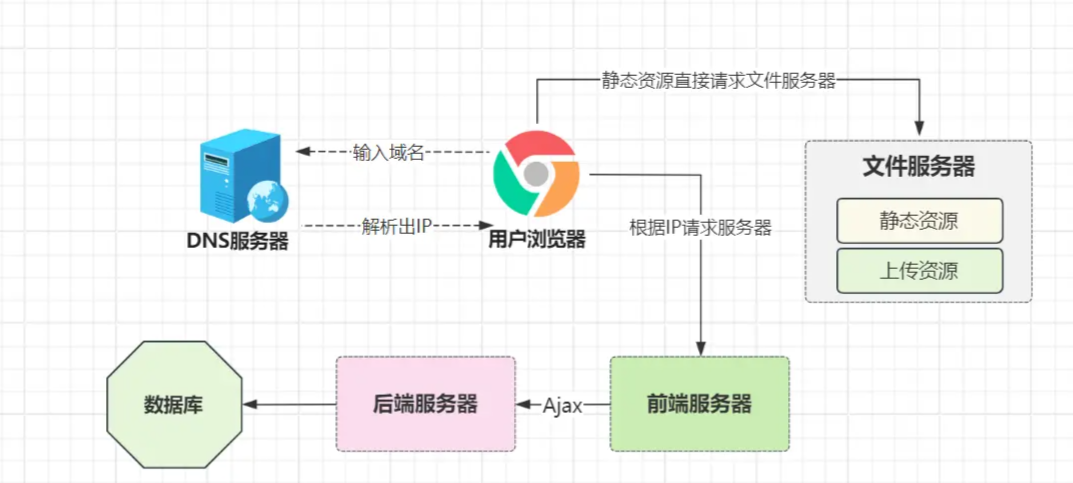 静态资源直接请求文件服务器
输入域名
文件服务器
静态资源
解析出IP
DNS服务器
用户浏览器
根据IP请求服务器
上传资源
数据库
后端服务器
Ajax
前端服务器